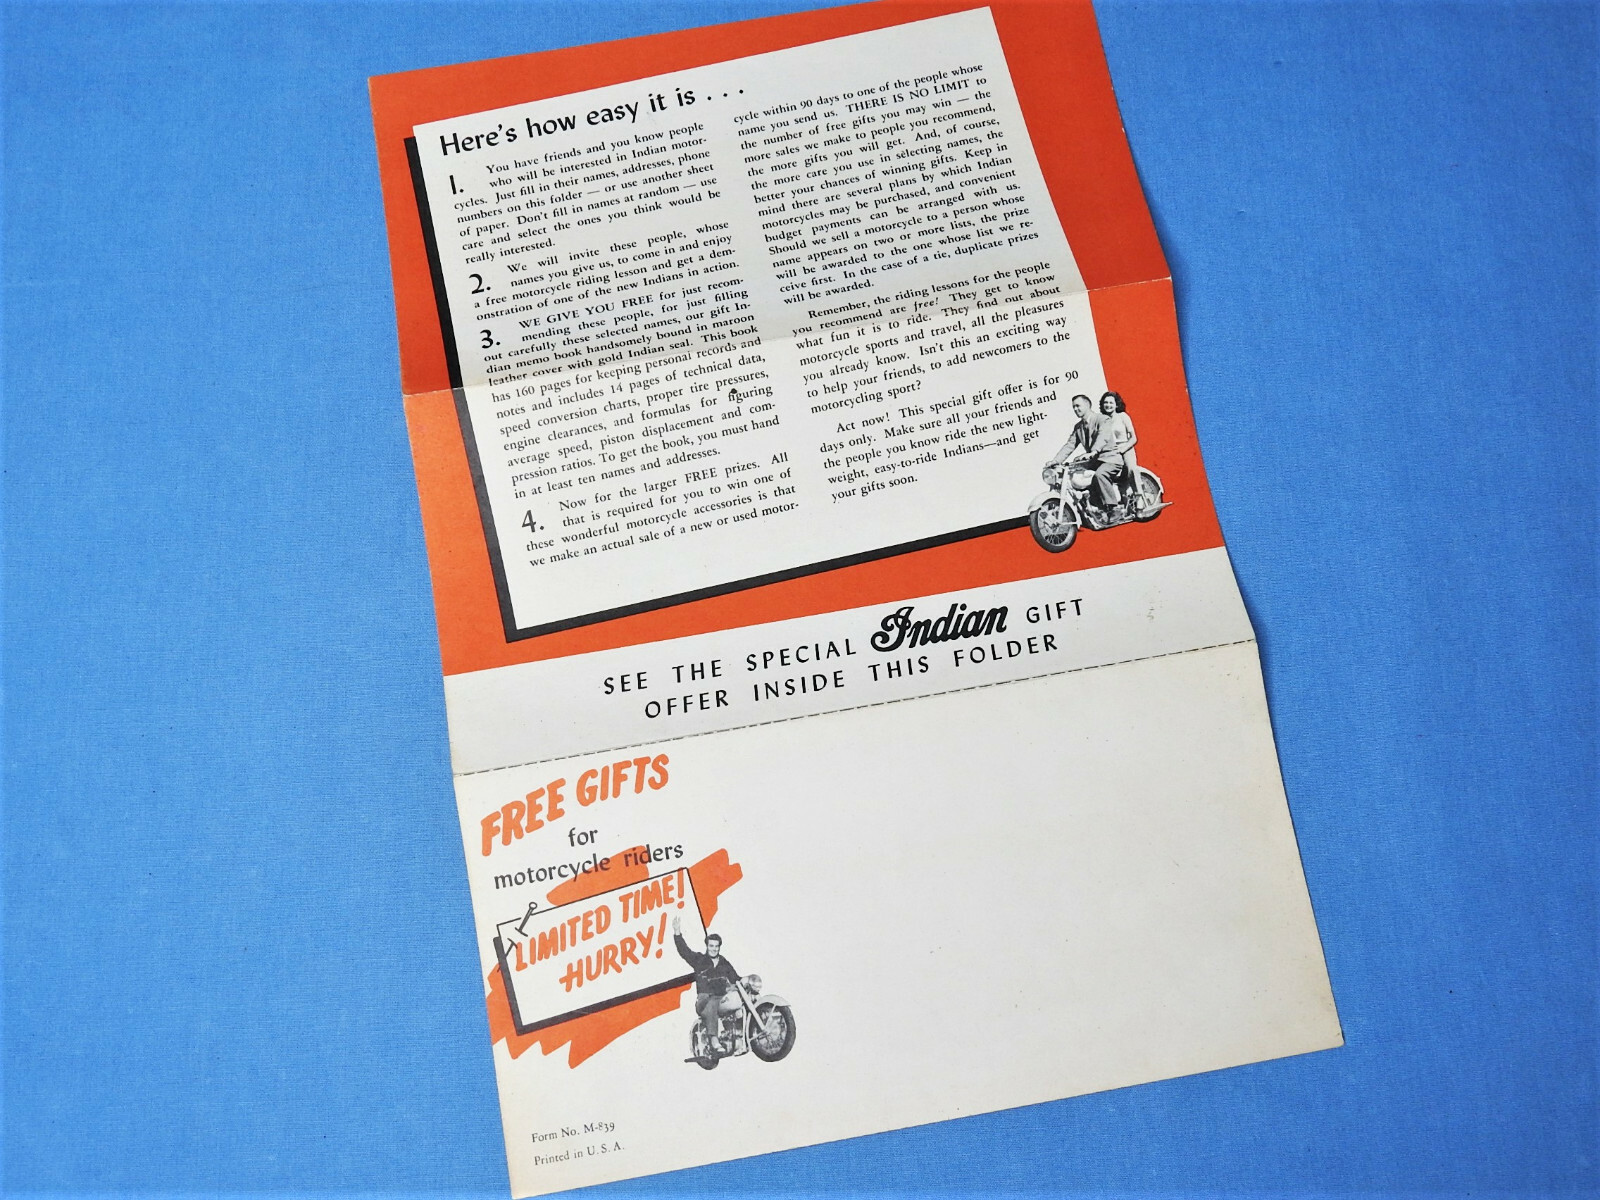 Here's how easy it is . . .
1. You have friends and you know people
who will be interested in Indian motor-
cycles. Just fill in their names, addresses, phone
numbers on this folder — or use another sheet
of paper. Don't fill in names at random — use
care and select the ones you think would be
really interested.
2. We will invite these people, whose
names you give us, to come in and enjoy
a free motorcycle riding lesson and get a dem-
onstration of one of the new Indians in action.
3. WE GIVE YOU FREE for just recom-
mending these people, for just filling
out carefully these selected names, our gift In-
dian memo book handsomely bound in maroon
leather cover with gold Indian seal. This book
has 160 pages for keeping personal records and
notes and includes 14 pages of technical data,
speed conversion charts, proper tire pressures,
engine clearances, and formulas for figuring
average speed, piston displacement and com-
pression ratios. To get the book, you must hand
in at least ten names and addresses.
4. Now for the larger FREE prizes. All
that is required for you to win one of
these wonderful motorcycle accessories is that
we make an actual sale of a new or used motor-
cycle within 90 days to one of the people whose
name you send us. THERE IS NO LIMIT to
the number of free gifts you may win — the
more sales we make to people you recommend,
the more gifts you will get. And, of course,
the more care you use in selecting names, the
better your chances of winning gifts. Keep in
mind there are several plans by which Indian
motorcycles may be purchased, and convenient
budget payments can be arranged with us.
Should we sell a motorcycle to a person whose
name appears on two or more lists, the prize
will be awarded to the one whose list we re-
ceive first. In the case of a tie, duplicate prizes
will be awarded.
Remember, the riding lessons for the people
you recommend are free! They get to know
what fun it is to ride. They find out about
motorcycle sports and travel, all the pleasures
you already know. Isn't this an exciting way
to help your friends, to add newcomers to the
motorcycling sport?
Act now! This special gift offer is for 90
days only. Make sure all your friends and
the people you know ride the new light-
weight, easy-to-ride Indians—and get
your gifts soon.
SEE THE SPECIAL Indian GIFT
OFFER INSIDE THIS FOLDER
FREE GIFTS
for
motorcycle riders
LIMITED TIME!
HURRY!
Form No. M-839
Printed in U. S. A.